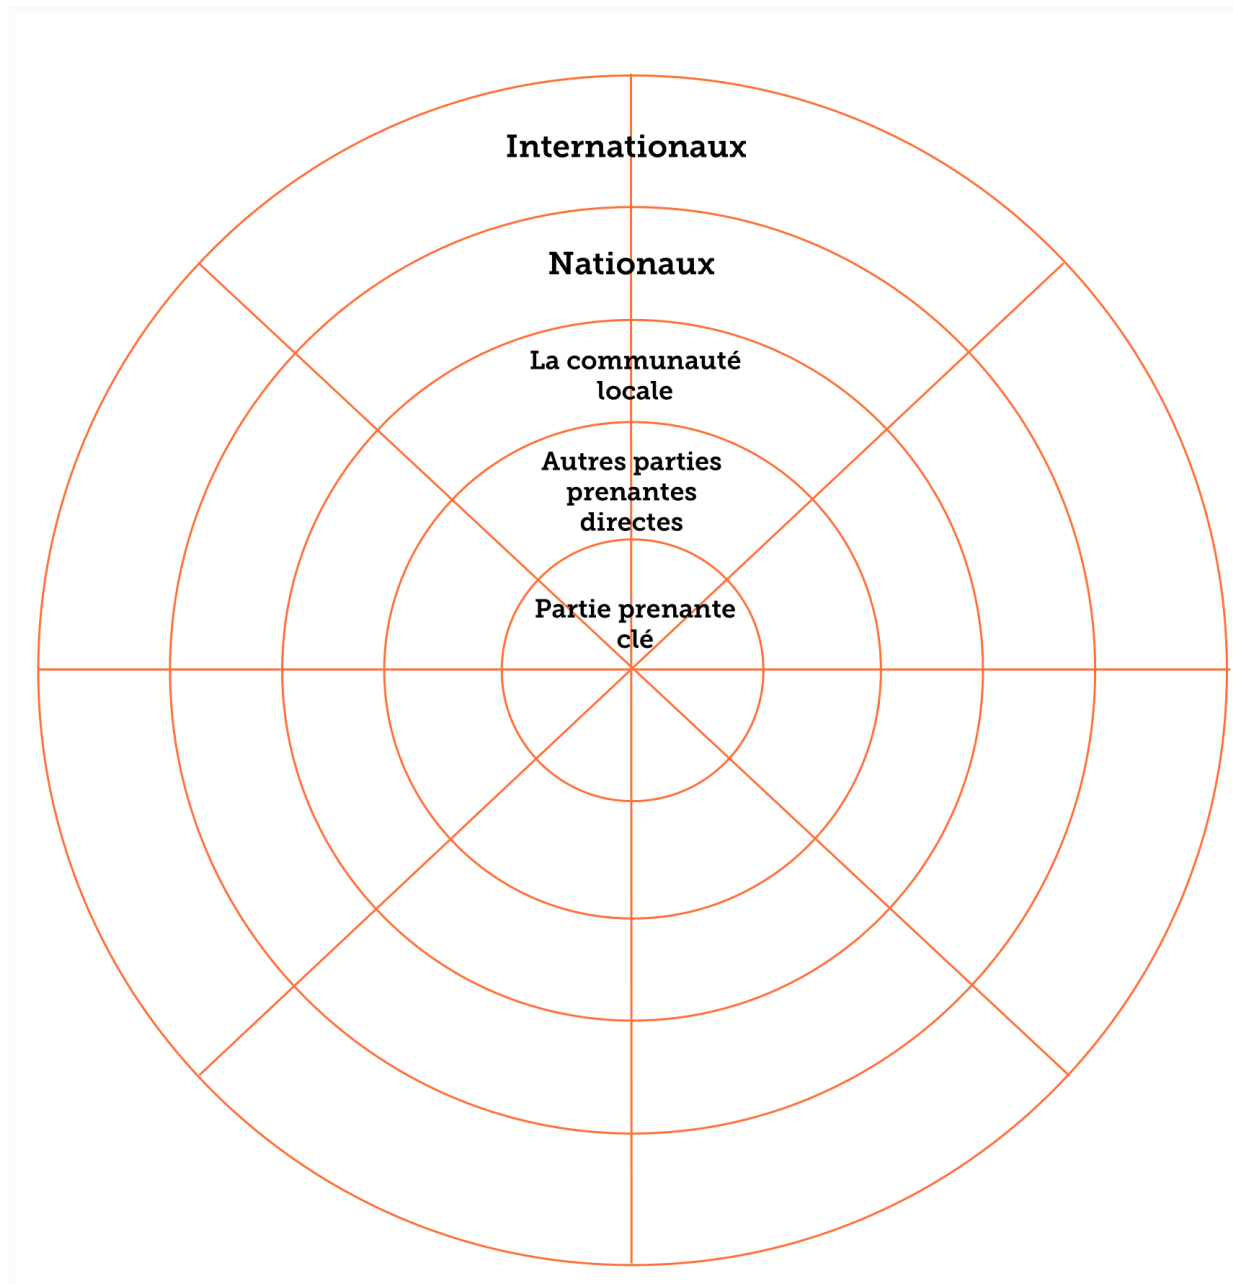 Internationaux
Nationaux
La communauté
locale
Autres parties
prenantes
directes
Partie prenante
clé